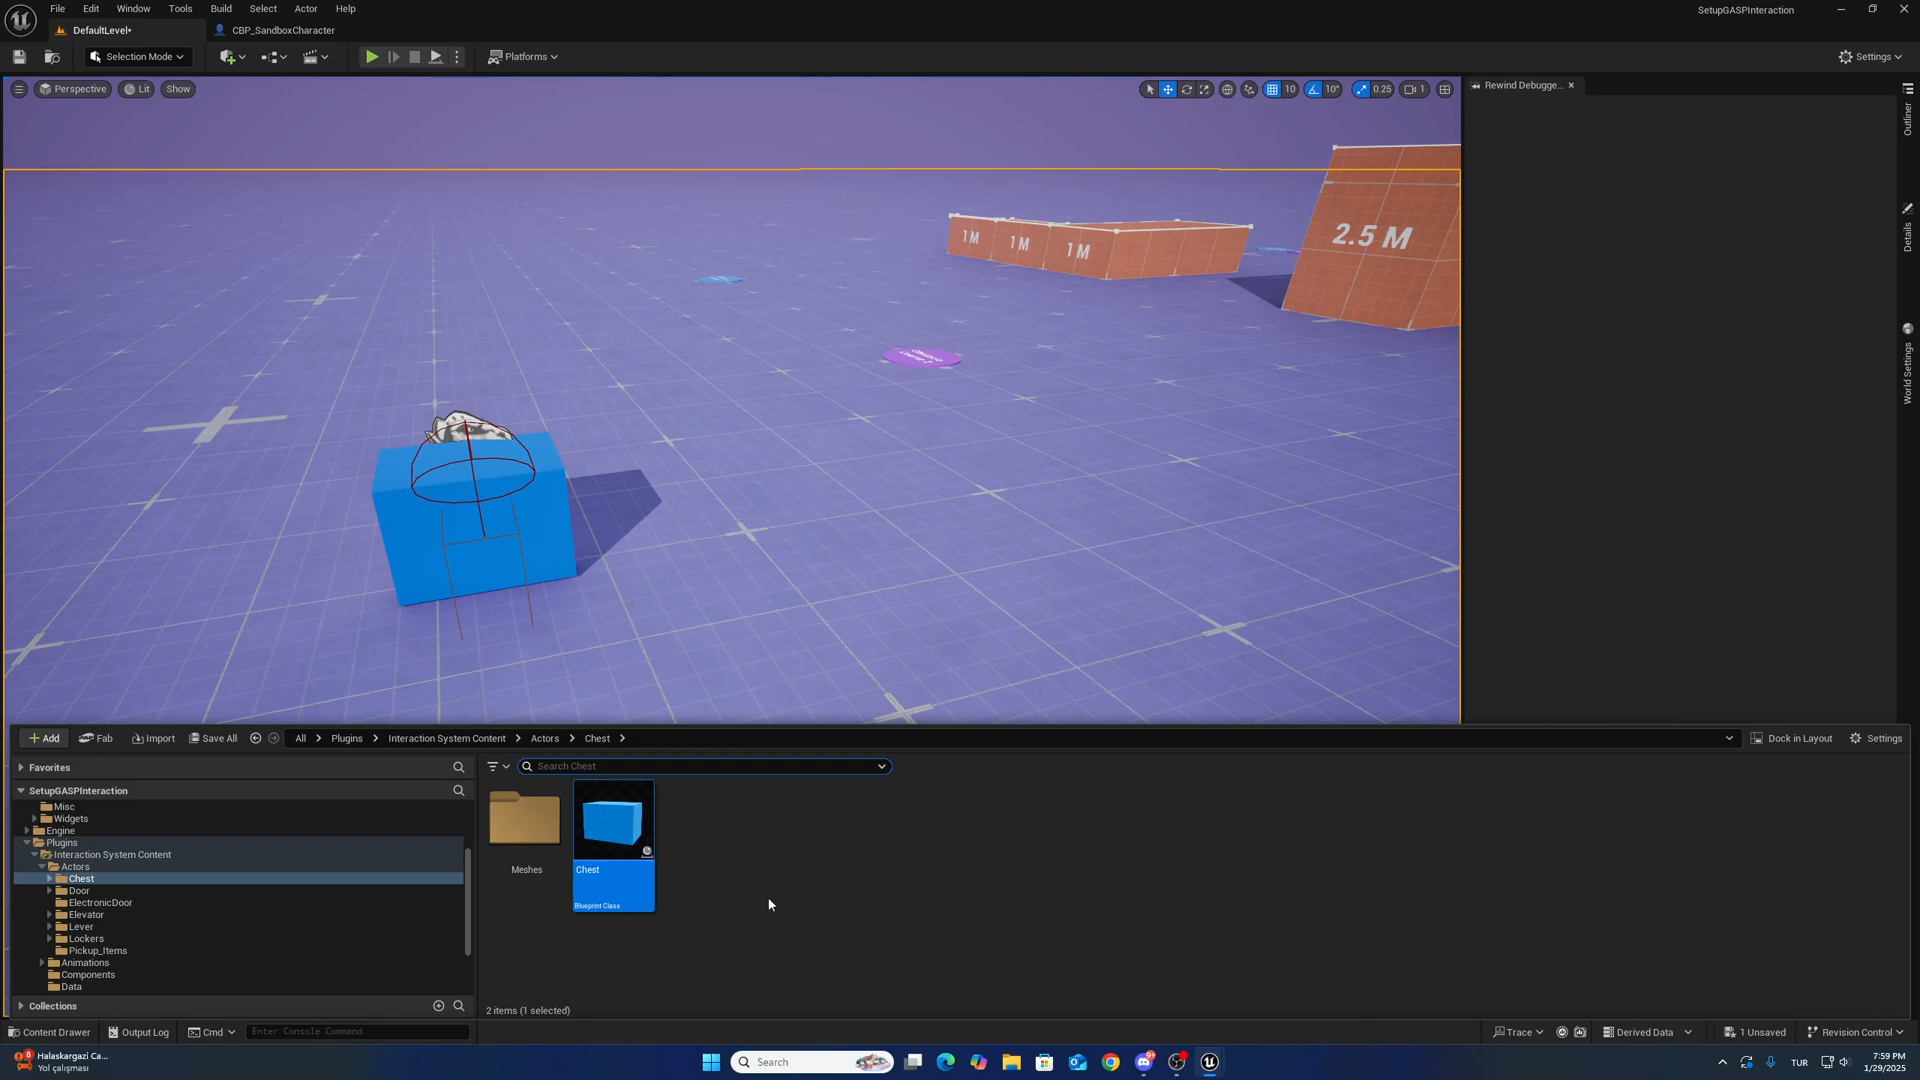 File Edit Window Tools Build Select Actor Help
SetupGASPInteraction
DefaultLevel•
CBP_SandboxCharacter
Selection Mode
Platforms
Settings
Perspective
Lit
Show
10
10°
0.25
1
Rewind Debugge...
Outliner
Details
World Settings
1 M
1 M
1 M
2.5 M
Add
Fab
Import
Save All
All
Plugins
Interaction System Content
Actors
Chest
Dock in Layout
Settings
Favorites
SetupGASPInteraction
Misc
Widgets
Engine
Plugins
Interaction System Content
Actors
Chest
Door
ElectronicDoor
Elevator
Lever
Lockers
Pickup_Items
Animations
Components
Data
Collections
Search Chest
Meshes
Chest
Blueprint Class
2 items (1 selected)
Content Drawer
Output Log
Cmd
Enter Console Command
Trace
Derived Data
1 Unsaved
Revision Control
8
Halaskargazi Ca...
Yol çalışması
Search
TUR
7:59 PM
1/29/2025